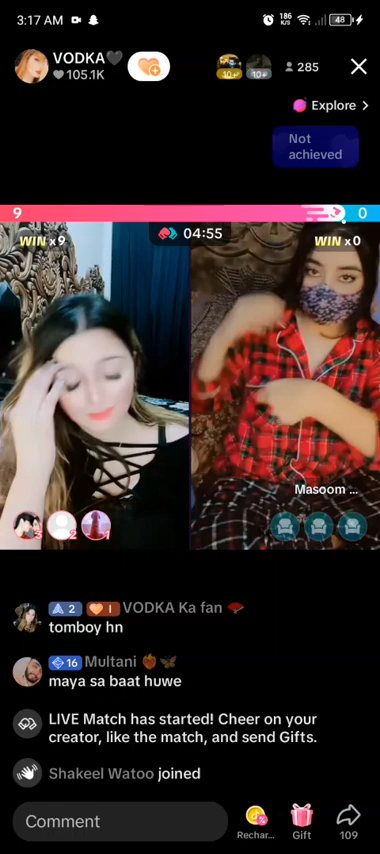 3:17 AM
186
K/S
48
VODKA🖤
105.1K
10+
10+
285
Explore >
Not
achieved
9
0
WIN x9
04:55
WIN x0
Masoom ...
3
2
1
2
I
VODKA Ka fan 🪭
tomboy hn
16
Multani ❤️‍🔥🦋
maya sa baat huwe
LIVE Match has started! Cheer on your
creator, like the match, and send Gifts.
Shakeel Watoo joined
Comment
Rechar...
Gift
109